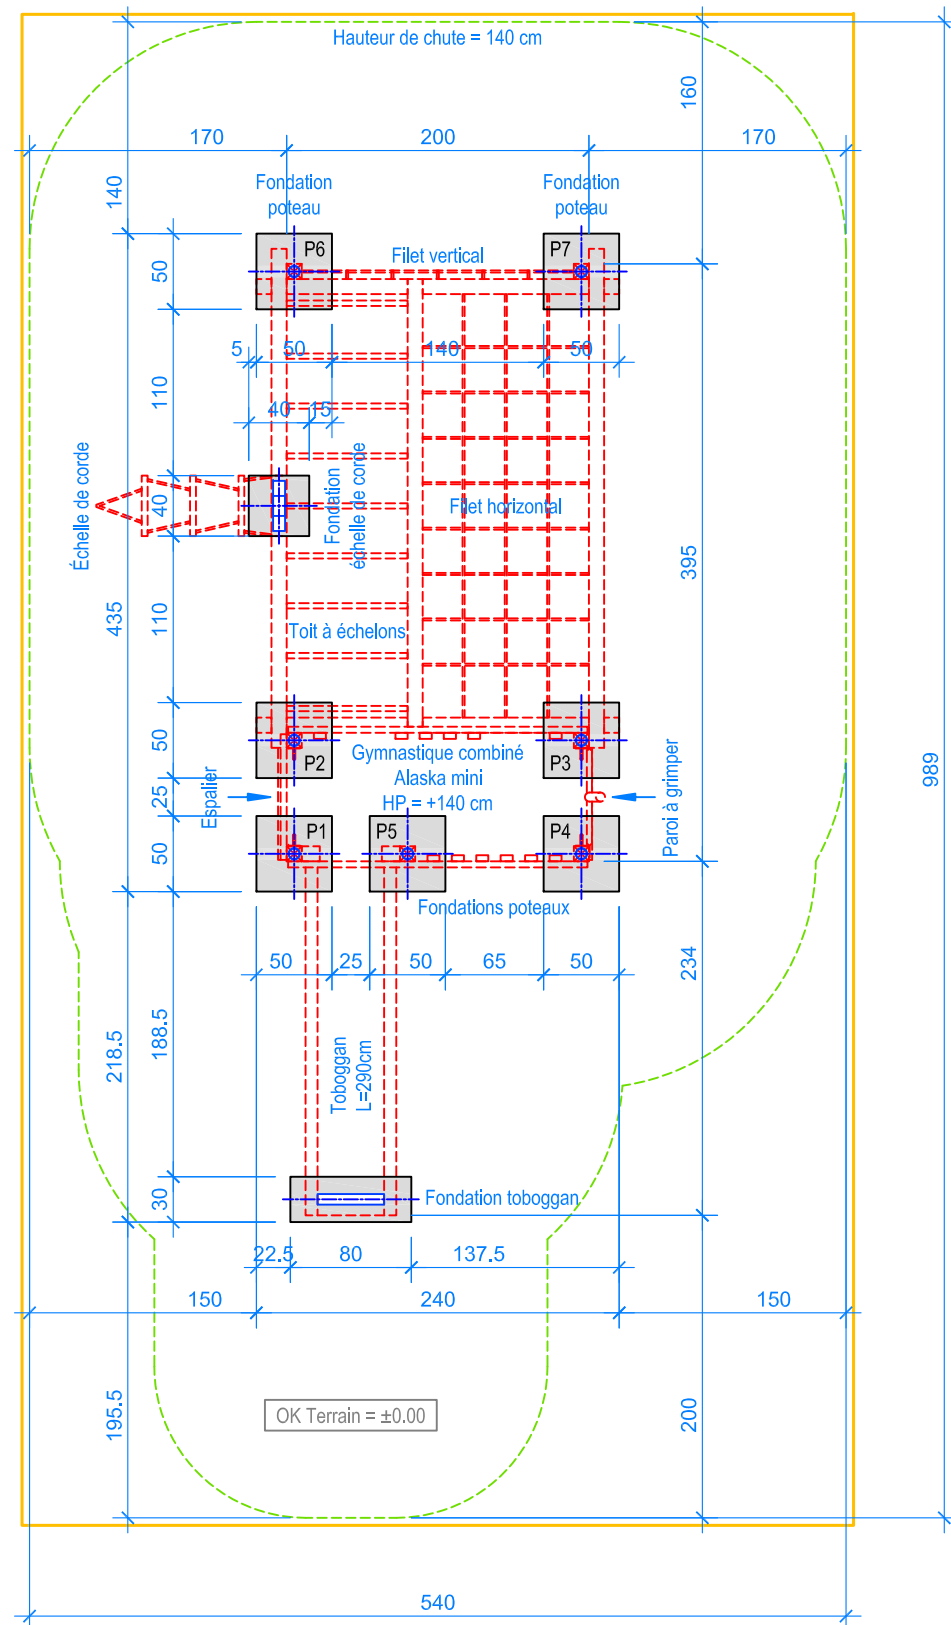 Hauteur de chute = 140 cm
160
170
200
170
140
Fondation
poteau
Fondation
poteau
P6
P7
Filet vertical
50
5
50
140
50
110
40
15
Échelle de corde
40
Fondation
échelle de corde
Filet horizontal
395
435
110
Toit à échelons
50
P2
P3
Gymnastique combiné
Alaska mini
HP = +140 cm
989
Espalier
25
Paroi à grimper
50
P1
P5
P4
Fondations poteaux
50
25
50
65
50
234
218.5
188.5
Toboggan
L=290cm
30
Fondation toboggan
22.5
80
137.5
150
240
150
195.5
OK Terrain = ±0.00
200
540